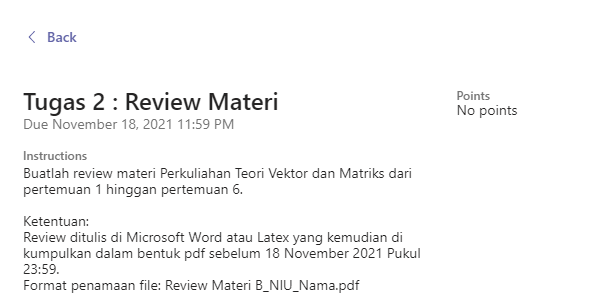 Back
Tugas 2 : Review Materi
Due November 18, 2021 11:59 PM
Points
No points
Instructions
Buatlah review materi Perkuliahan Teori Vektor dan Matriks dari
pertemuan 1 hinggan pertemuan 6.
Ketentuan:
Review ditulis di Microsoft Word atau Latex yang kemudian di
kumpulkan dalam bentuk pdf sebelum 18 November 2021 Pukul
23:59.
Format penamaan file: Review Materi B_NIU_Nama.pdf